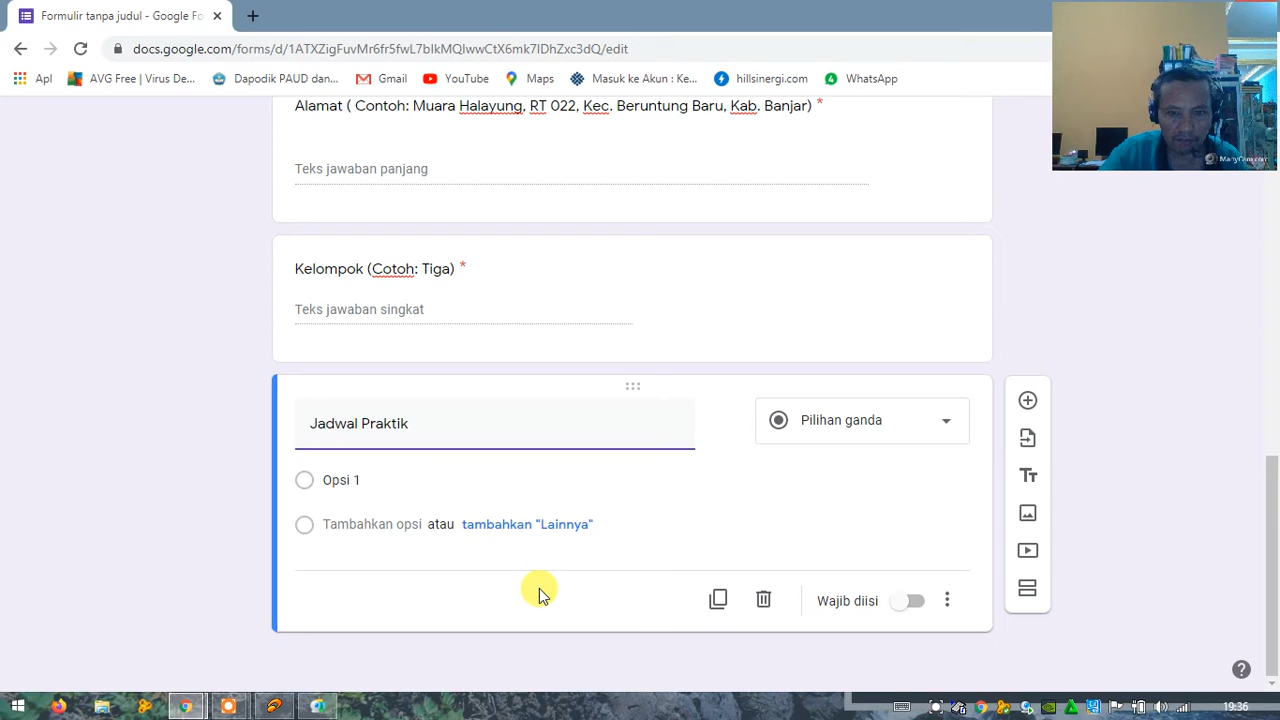 Formulir tanpa judul - Google Fo
docs.google.com/forms/d/1ATXZigFuvMr6fr5fwL7blkMQIwwCtX6mk7lDhZxc3dQ/edit
Apl
AVG Free | Virus De...
Dapodik PAUD dan...
Gmail
YouTube
Maps
Masuk ke Akun : Ke...
hillsinergi.com
WhatsApp
ManyCam.com
Alamat ( Contoh: Muara Halayung, RT 022, Kec. Beruntung Baru, Kab. Banjar) *
Teks jawaban panjang
Kelompok (Cotoh: Tiga) *
Teks jawaban singkat
Jadwal Praktik
Pilihan ganda
Opsi 1
Tambahkan opsi atau tambahkan "Lainnya"
Wajib diisi
19:36